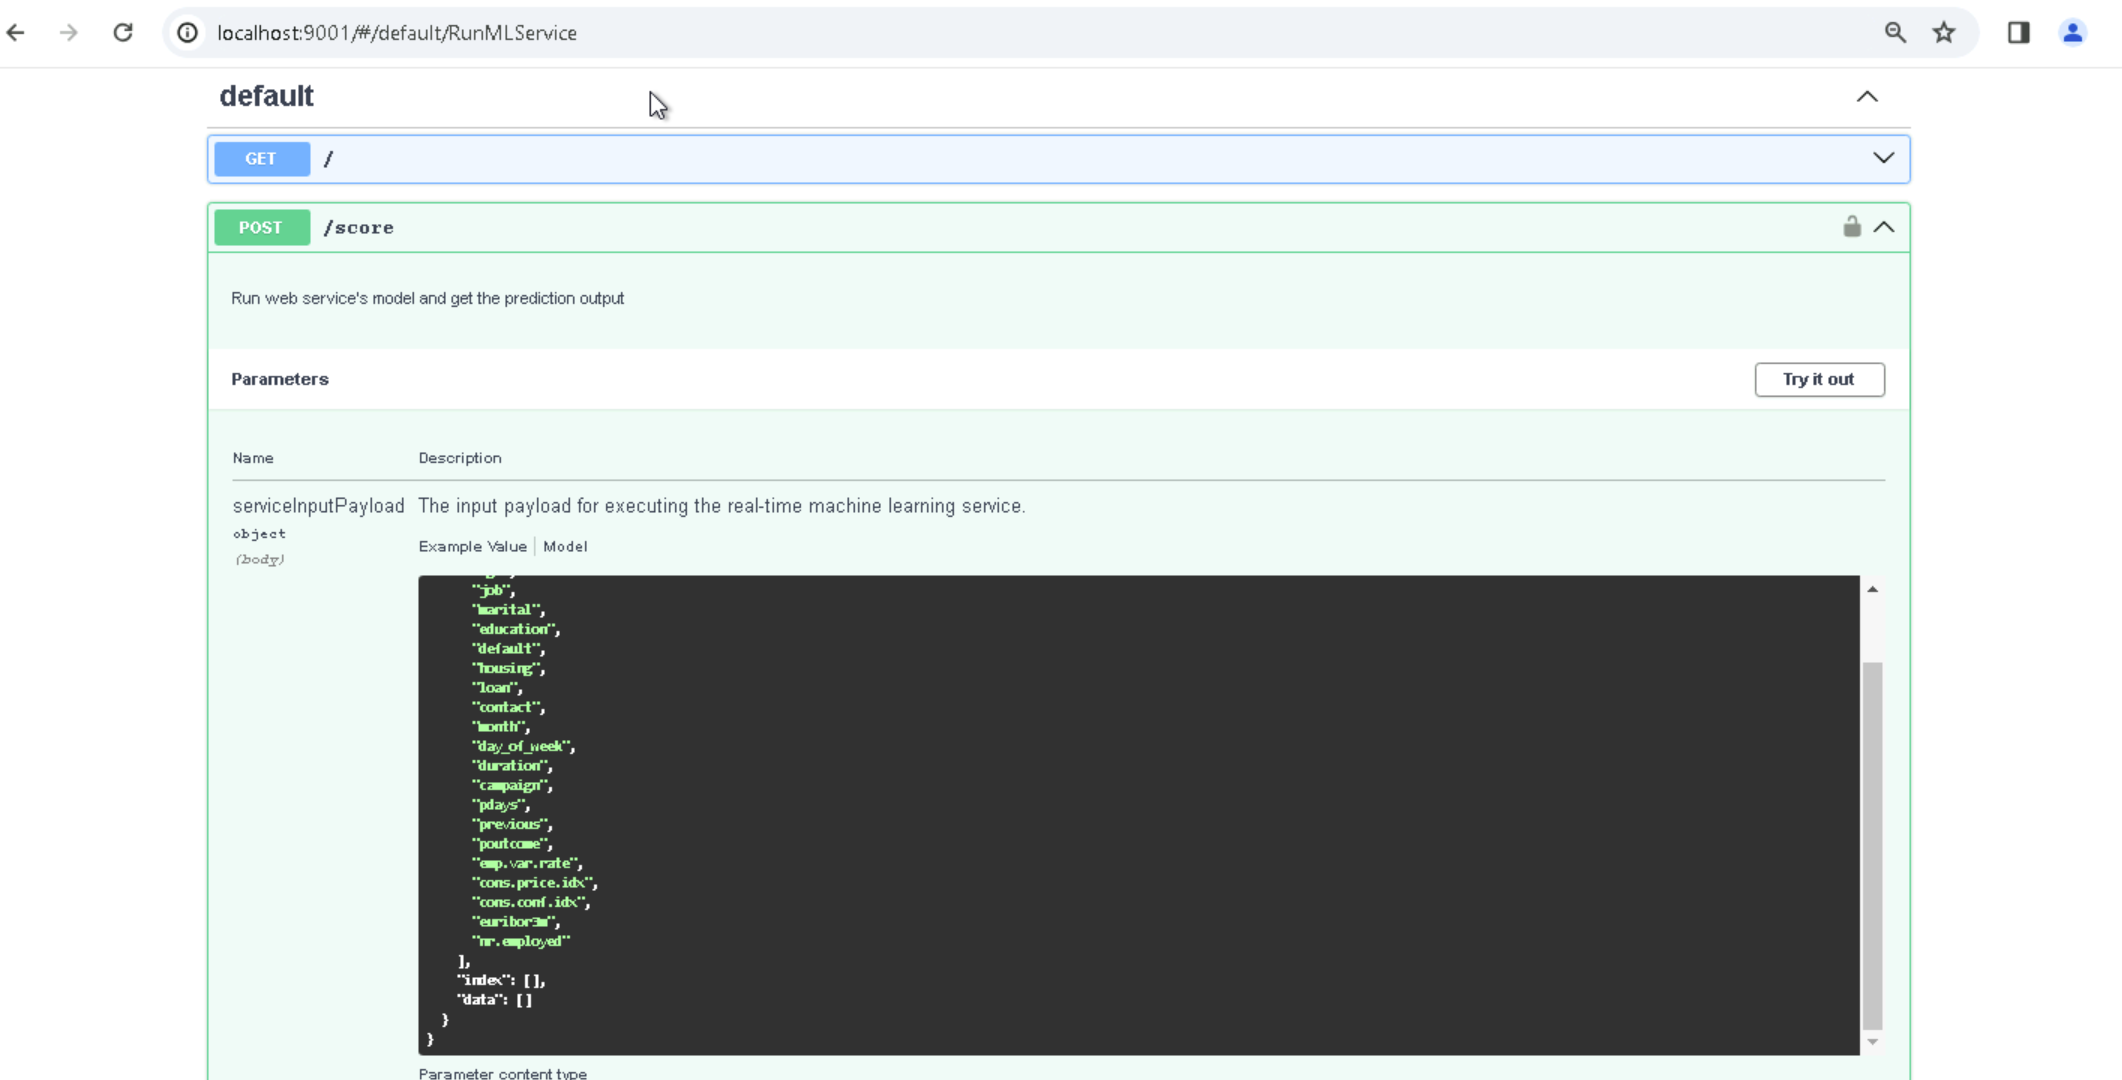 localhost:9001/#/default/RunMLService
default
GET /
POST /score
Run web service's model and get the prediction output
Parameters
Try it out
Name Description
serviceInputPayload The input payload for executing the real-time machine learning service.
object
(body)
Example Value | Model
"job",
"marital",
"education",
"default",
"housing",
"loan",
"contact",
"month",
"day_of_week",
"duration",
"campaign",
"pdays",
"previous",
"poutcome",
"emp.var.rate",
"cons.price.idx",
"cons.conf.idx",
"euribor3m",
"nr.employed"
],
"index": [],
"data": []
}
}
Parameter content type